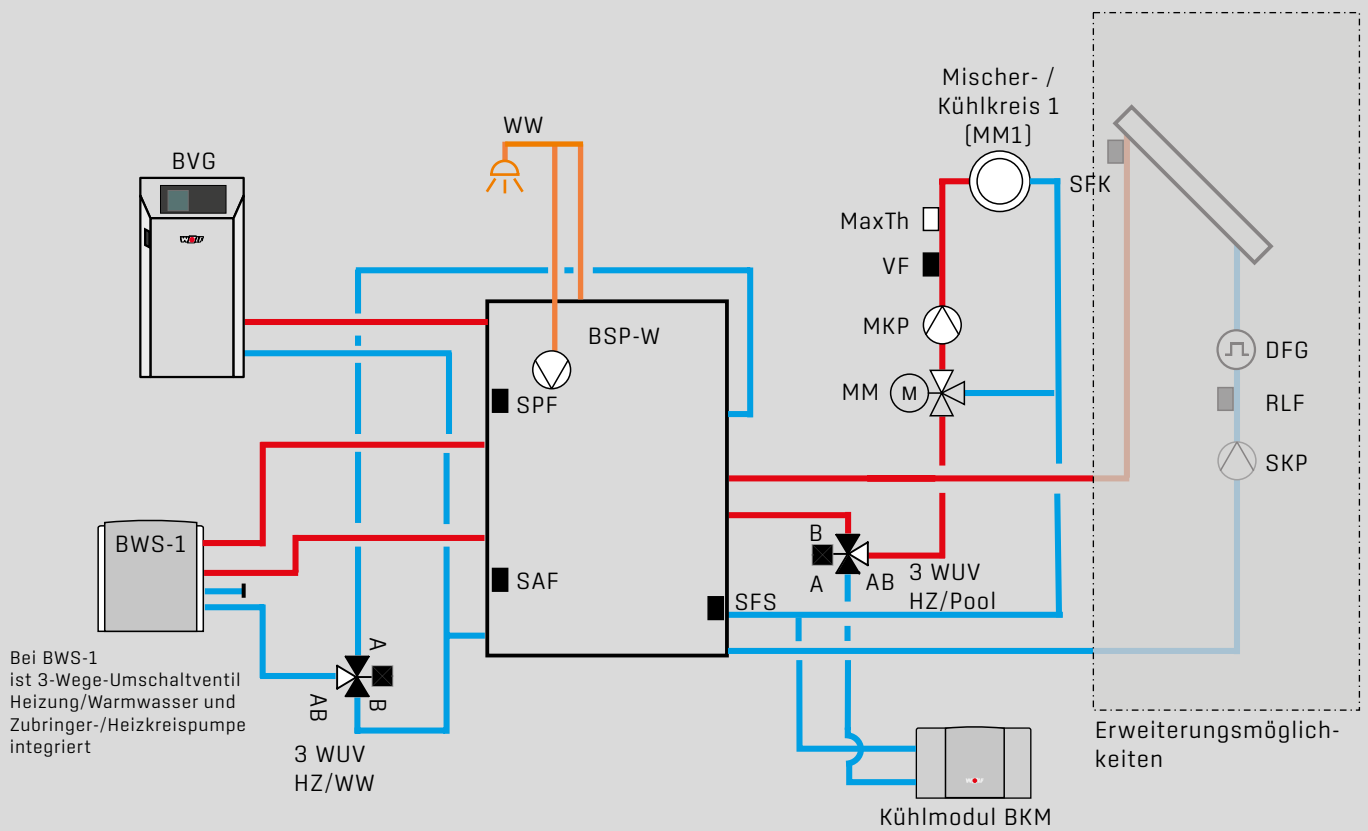 Mischer- /
Kühlkreis 1
(MM1)
WW
BVG
WOLF
SFK
MaxTh
VF
BSP-W
MKP
DFG
MM
M
SPF
RLF
SKP
B
BWS-1
A
AB
3 WUV
HZ/Pool
SAF
SFS
Bei BWS-1
ist 3-Wege-Umschaltventil
Heizung/Warmwasser und
Zubringer-/Heizkreispumpe
integriert
A
AB
B
3 WUV
HZ/WW
Erweiterungsmöglich-
keiten
WOLF
Kühlmodul BKM